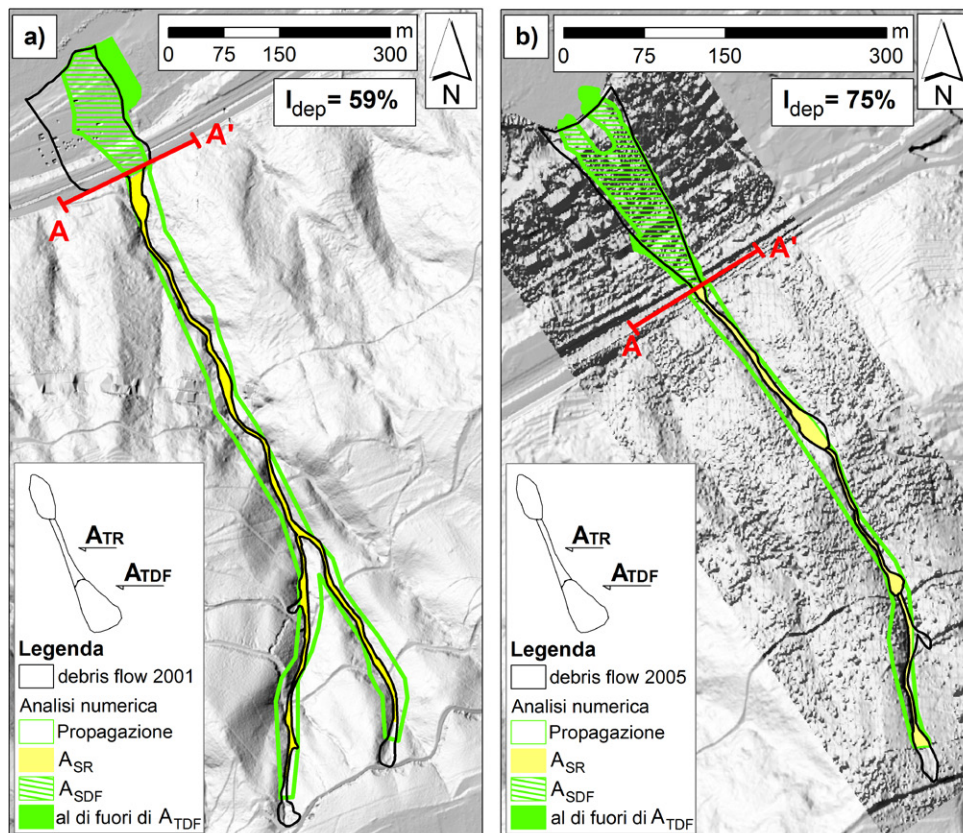 a)
m
0 75 150 300
I_dep = 59%
N
A'
A
A_TR
A_TDF
Legenda
debris flow 2001
Analisi numerica
Propagazione
A_SR
A_SDF
al di fuori di A_TDF
b)
m
0 75 150 300
I_dep = 75%
N
A'
A
A_TR
A_TDF
Legenda
debris flow 2005
Analisi numerica
Propagazione
A_SR
A_SDF
al di fuori di A_TDF